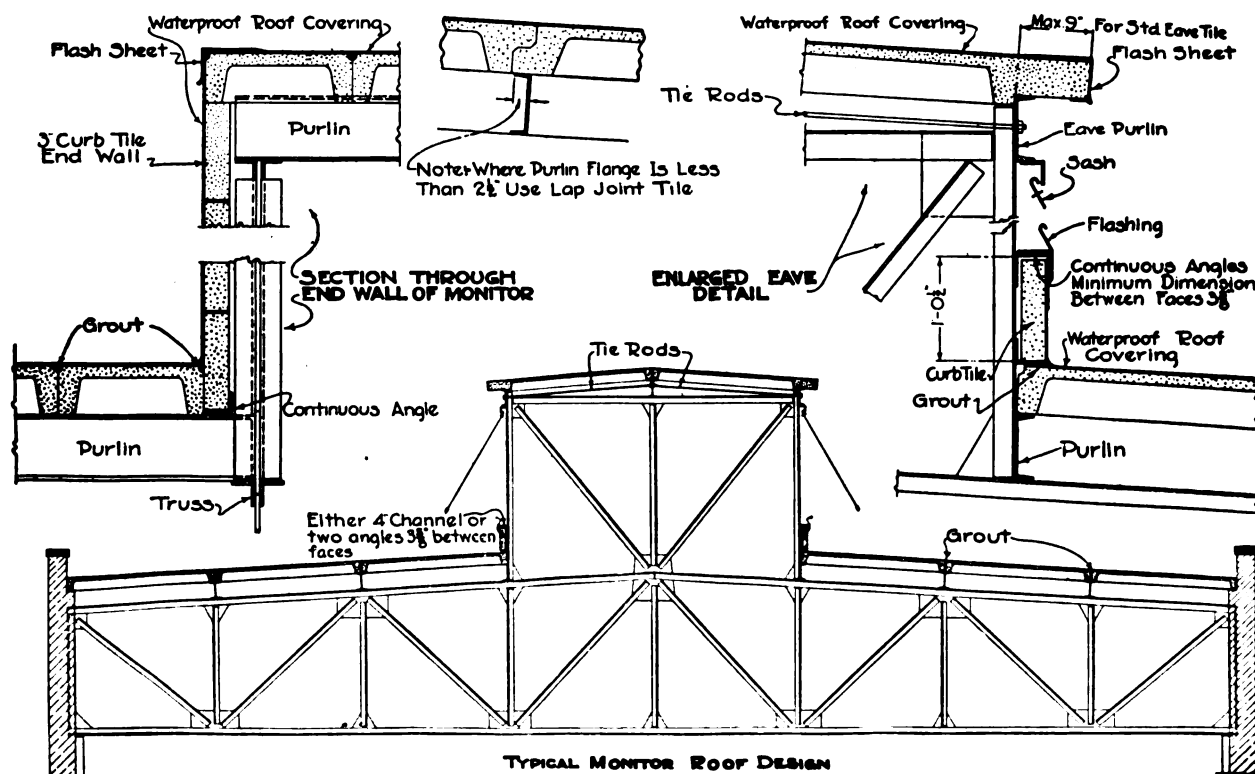 Waterproof Roof Covering
Flash Sheet
3" Curb Tile
End Wall
Purlin
Note:-Where Purlin Flange Is Less
Than 2½" Use Lap Joint Tile
SECTION THROUGH
END WALL OF MONITOR
Grout
Continuous Angle
Purlin
Truss
Waterproof Roof Covering
Max. 9" For Std Eave Tile
Flash Sheet
Tie Rods
Eave Purlin
Sash
Flashing
ENLARGED EAVE
DETAIL
Continuous Angles
Minimum Dimension
Between Faces 3⅛"
1'-0½"
Waterproof Roof
Covering
Curb Tile
Grout
Purlin
Tie Rods
Either 4" Channel or
two angles 3⅛" between
faces
Grout
TYPICAL MONITOR ROOF DESIGN